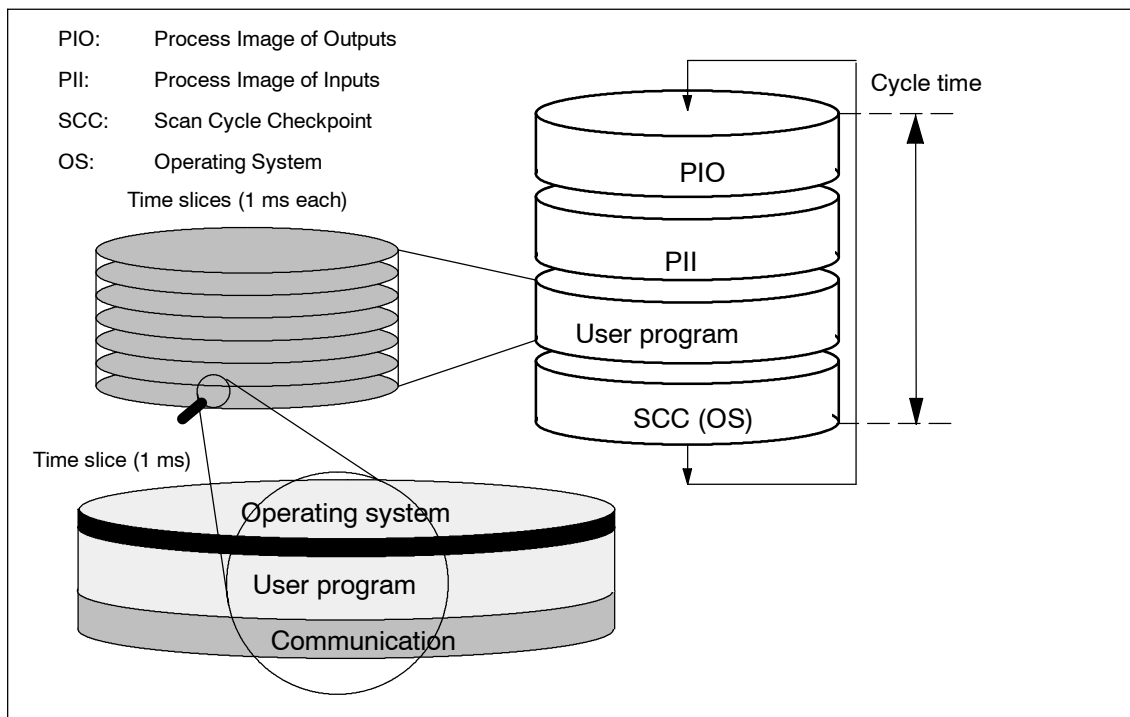 PIO: Process Image of Outputs
PII: Process Image of Inputs
SCC: Scan Cycle Checkpoint
OS: Operating System
Time slices (1 ms each)
Cycle time
PIO
PII
User program
SCC (OS)
Time slice (1 ms)
Operating system
User program
Communication